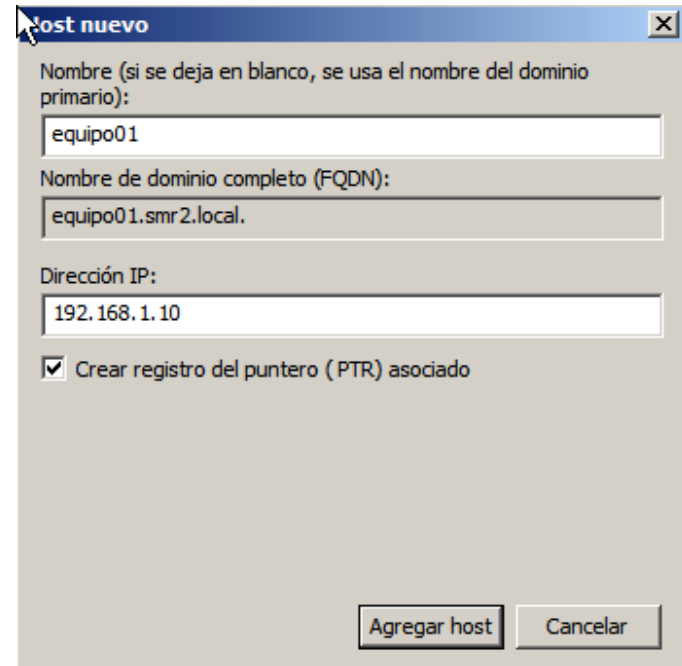 Host nuevo
Nombre (si se deja en blanco, se usa el nombre del dominio
primario):
equipo01
Nombre de dominio completo (FQDN):
equipo01.smr2.local.
Dirección IP:
192.168.1.10
Crear registro del puntero (PTR) asociado
Agregar host
Cancelar